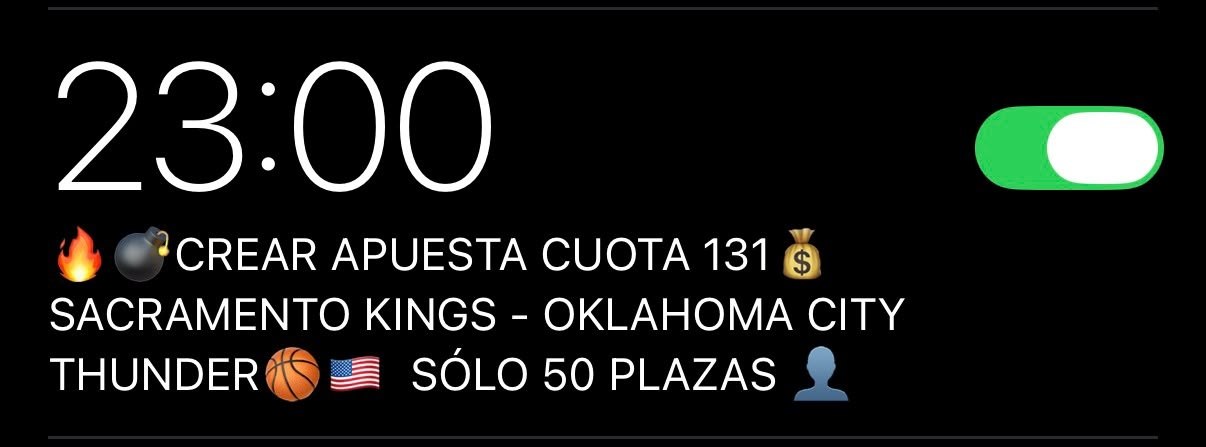 23:00
🔥💣CREAR APUESTA CUOTA 131💰
SACRAMENTO KINGS - OKLAHOMA CITY
THUNDER🏀🇺🇸 SÓLO 50 PLAZAS 👤